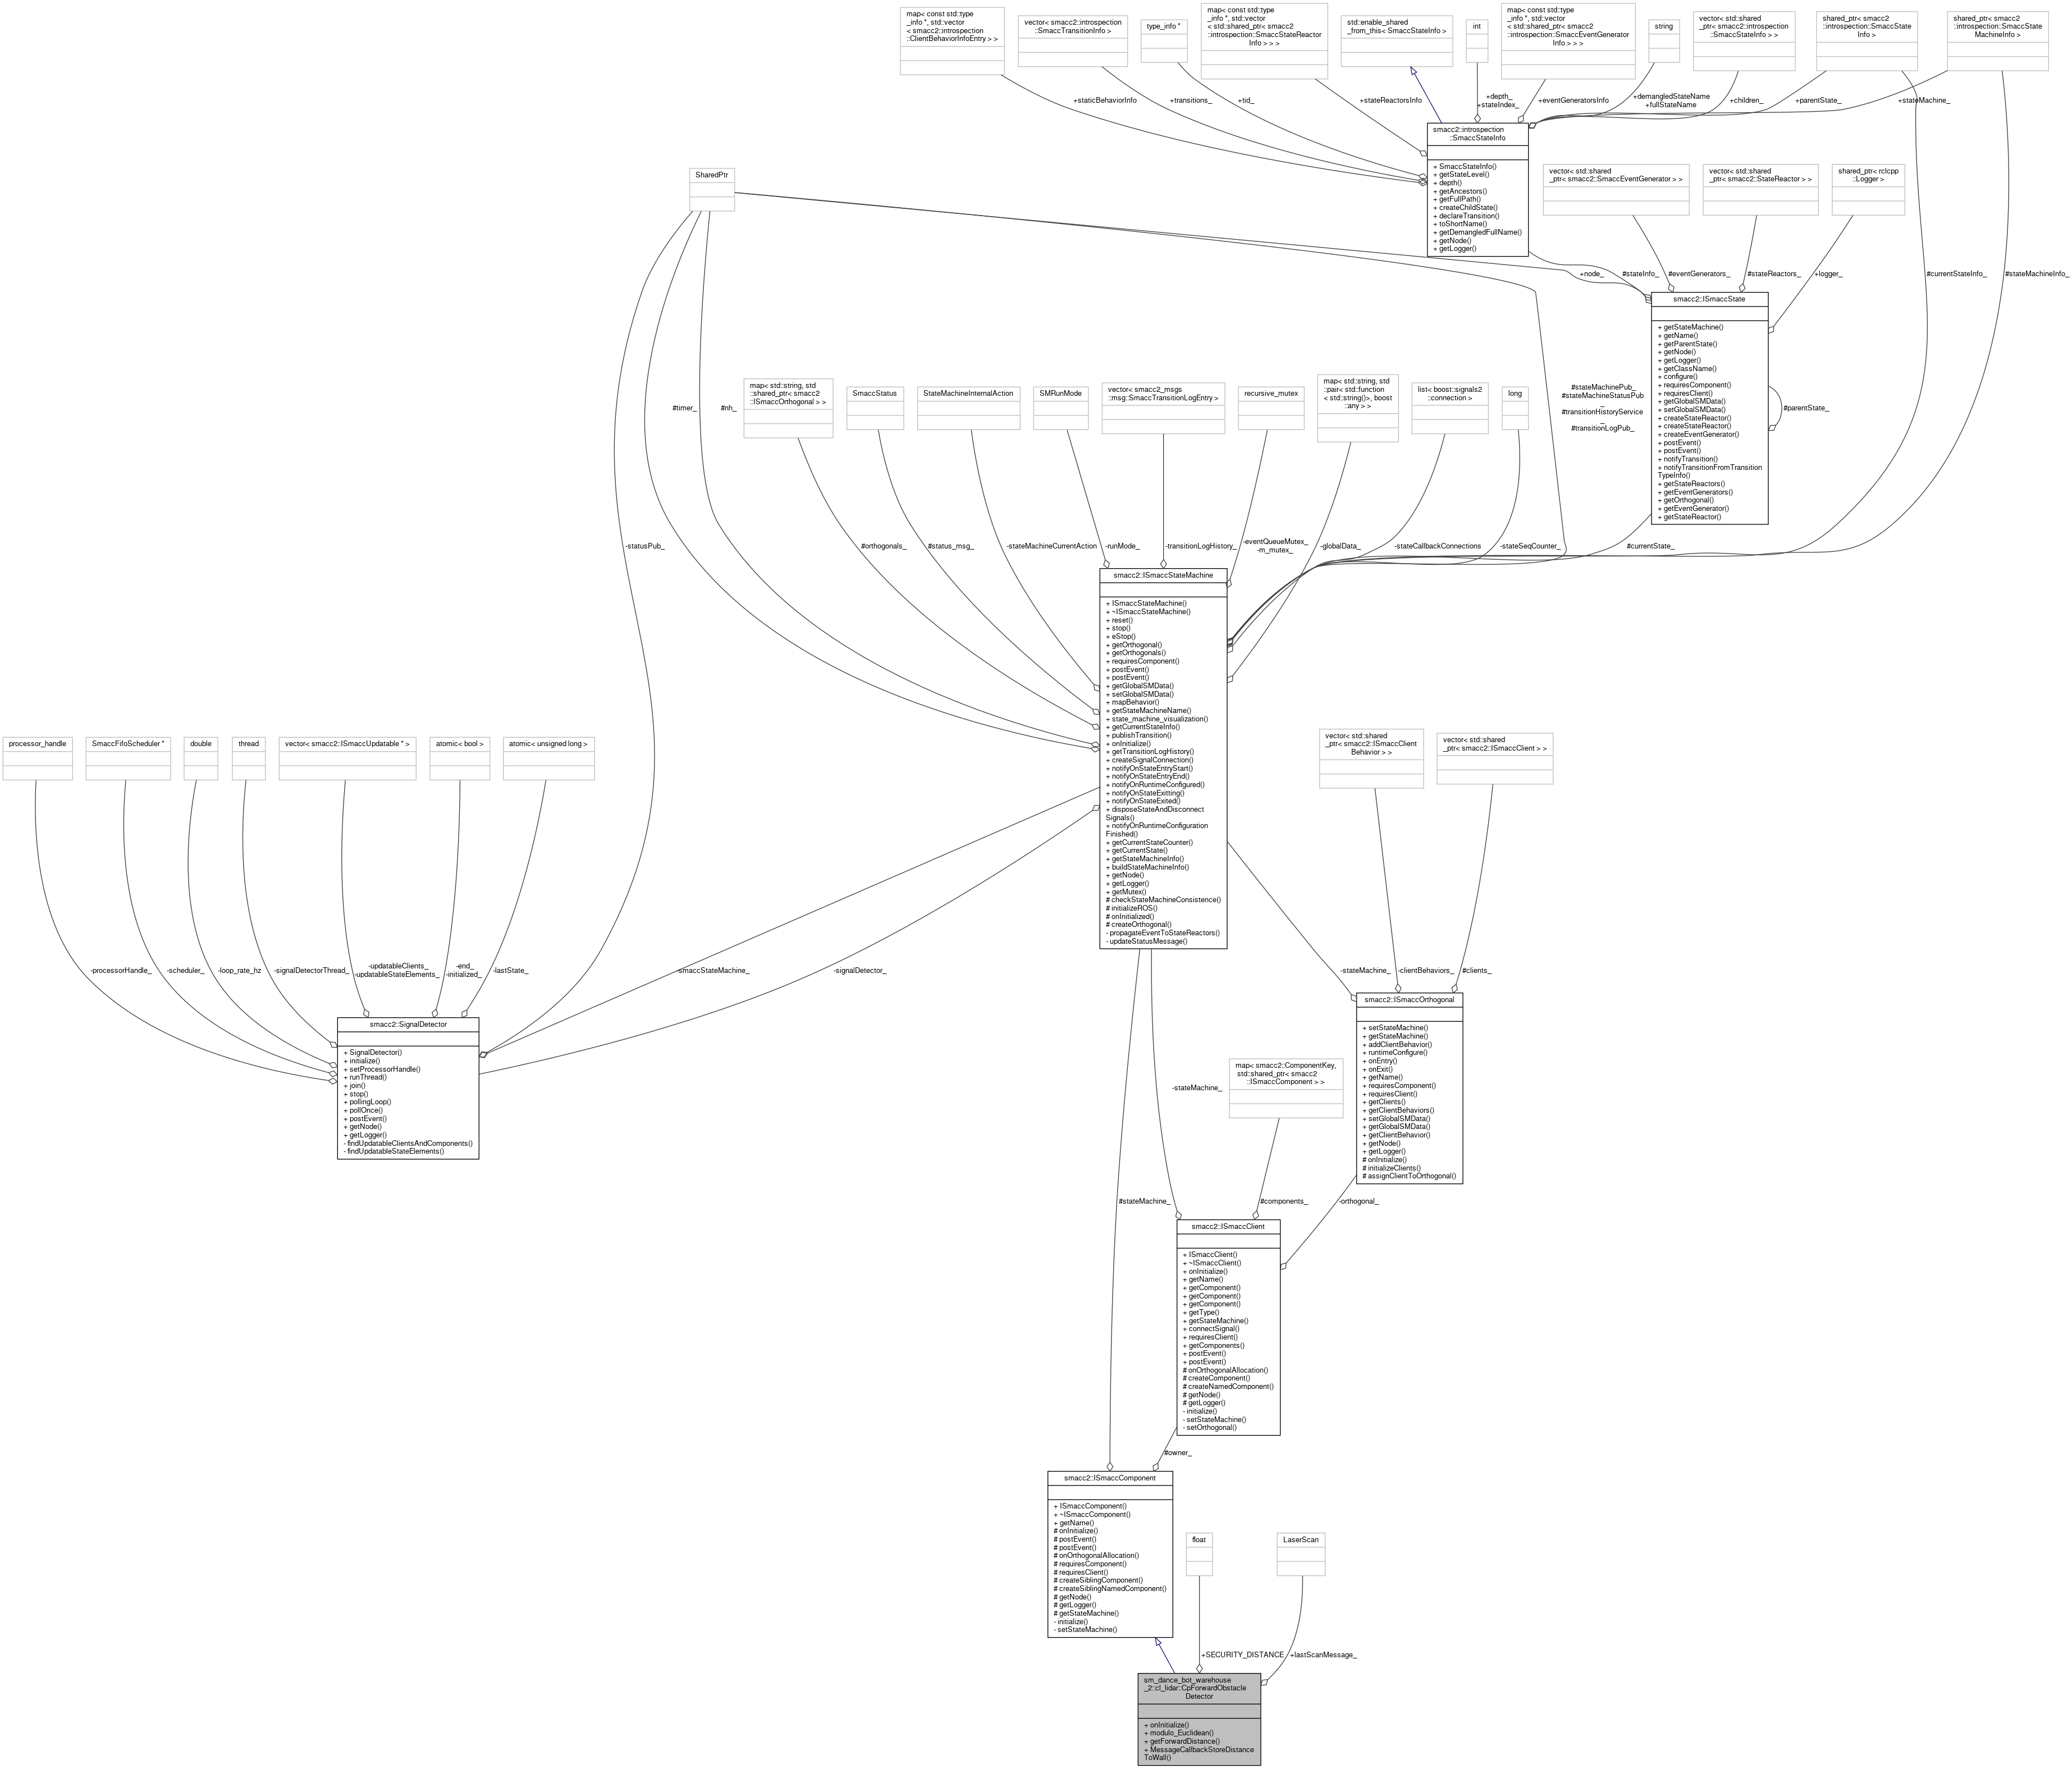 map< const std::type
_info *, std::vector
< smacc2::introspection
::ClientBehaviorInfoEntry > >
vector< smacc2::introspection
::SmaccTransitionInfo >
type_info *
map< const std::type
_info *, std::vector
< std::shared_ptr< smacc2
::introspection::SmaccStateReactor
Info > > >
std::enable_shared
_from_this< SmaccStateInfo >
int
map< const std::type
_info *, std::vector
< std::shared_ptr< smacc2
::introspection::SmaccEventGenerator
Info > > >
string
vector< std::shared
_ptr< smacc2::introspection
::SmaccStateInfo > >
shared_ptr< smacc2
::introspection::SmaccState
Info >
shared_ptr< smacc2
::introspection::SmaccState
MachineInfo >
+staticBehaviorInfo
+transitions_
+tid_
+stateReactorsInfo
+depth_
+stateIndex_
+eventGeneratorsInfo
+demangledStateName
+fullStateName
+children_
+parentState_
+stateMachine_
smacc2::introspection
::SmaccStateInfo
+ SmaccStateInfo()
+ getStateLevel()
+ depth()
+ getAncestors()
+ getFullPath()
+ createChildState()
+ declareTransition()
+ toShortName()
+ getDemangledFullName()
+ getNode()
+ getLogger()
SharedPtr
vector< std::shared
_ptr< smacc2::SmaccEventGenerator > >
vector< std::shared
_ptr< smacc2::StateReactor > >
shared_ptr< rclcpp
::Logger >
+node_
#stateInfo_
#eventGenerators_
#stateReactors_
+logger_
#currentStateInfo_
#stateMachineInfo_
smacc2::ISmaccState
+ getStateMachine()
+ getName()
+ getParentState()
+ getNode()
+ getLogger()
+ getClassName()
+ configure()
+ requiresComponent()
+ requiresClient()
+ getGlobalSMData()
+ setGlobalSMData()
+ createStateReactor()
+ createStateReactor()
+ createEventGenerator()
+ postEvent()
+ postEvent()
+ notifyTransition()
+ notifyTransitionFromTransition
TypeInfo()
+ getStateReactors()
+ getEventGenerators()
+ getOrthogonal()
+ getEventGenerator()
+ getStateReactor()
#parentState_
#timer_
#nh_
map< std::string, std
::shared_ptr< smacc2
::ISmaccOrthogonal > >
SmaccStatus
StateMachineInternalAction
SMRunMode
vector< smacc2_msgs
::msg::SmaccTransitionLogEntry >
recursive_mutex
map< std::string, std
::pair< std::function
< std::string()>, boost
::any > >
list< boost::signals2
::connection >
long
#stateMachinePub_
#stateMachineStatusPub
_
#transitionHistoryService
_
#transitionLogPub_
-statusPub_
#orthogonals_
#status_msg_
-stateMachineCurrentAction
-runMode_
-transitionLogHistory_
-eventQueueMutex_
-m_mutex_
-globalData_
-stateCallbackConnections
-stateSeqCounter_
#currentState_
smacc2::ISmaccStateMachine
+ ISmaccStateMachine()
+ ~ISmaccStateMachine()
+ reset()
+ stop()
+ eStop()
+ getOrthogonal()
+ getOrthogonals()
+ requiresComponent()
+ postEvent()
+ postEvent()
+ getGlobalSMData()
+ setGlobalSMData()
+ mapBehavior()
+ getStateMachineName()
+ state_machine_visualization()
+ getCurrentStateInfo()
+ publishTransition()
+ onInitialize()
+ getTransitionLogHistory()
+ createSignalConnection()
+ notifyOnStateEntryStart()
+ notifyOnStateEntryEnd()
+ notifyOnRuntimeConfigured()
+ notifyOnStateExitting()
+ notifyOnStateExited()
+ disposeStateAndDisconnect
Signals()
+ notifyOnRuntimeConfiguration
Finished()
+ getCurrentStateCounter()
+ getCurrentState()
+ getStateMachineInfo()
+ buildStateMachineInfo()
+ getNode()
+ getLogger()
+ getMutex()
# checkStateMachineConsistence()
# initializeROS()
# onInitialized()
# createOrthogonal()
- propagateEventToStateReactors()
- updateStatusMessage()
processor_handle
SmaccFifoScheduler *
double
thread
vector< smacc2::ISmaccUpdatable * >
atomic< bool >
atomic< unsigned long >
vector< std::shared
_ptr< smacc2::ISmaccClient
Behavior > >
vector< std::shared
_ptr< smacc2::ISmaccClient > >
-processorHandle_
-scheduler_
-loop_rate_hz
-signalDetectorThread_
-updatableClients_
-updatableStateElements_
-end_
-initialized_
-lastState_
-smaccStateMachine_
-signalDetector_
-stateMachine_
-clientBehaviors_
#clients_
smacc2::SignalDetector
+ SignalDetector()
+ initialize()
+ setProcessorHandle()
+ runThread()
+ join()
+ stop()
+ pollingLoop()
+ pollOnce()
+ postEvent()
+ getNode()
+ getLogger()
- findUpdatableClientsAndComponents()
- findUpdatableStateElements()
smacc2::ISmaccOrthogonal
+ setStateMachine()
+ getStateMachine()
+ addClientBehavior()
+ runtimeConfigure()
+ onEntry()
+ onExit()
+ getName()
+ requiresComponent()
+ requiresClient()
+ getClients()
+ getClientBehaviors()
+ setGlobalSMData()
+ getGlobalSMData()
+ getClientBehavior()
+ getNode()
+ getLogger()
# onInitialize()
# initializeClients()
# assignClientToOrthogonal()
map< smacc2::ComponentKey,
std::shared_ptr< smacc2
::ISmaccComponent > >
-stateMachine_
#stateMachine_
#components_
-orthogonal_
smacc2::ISmaccClient
+ ISmaccClient()
+ ~ISmaccClient()
+ onInitialize()
+ getName()
+ getComponent()
+ getComponent()
+ getComponent()
+ getType()
+ getStateMachine()
+ connectSignal()
+ requiresClient()
+ getComponents()
+ postEvent()
+ postEvent()
# onOrthogonalAllocation()
# createComponent()
# createNamedComponent()
# getNode()
# getLogger()
- initialize()
- setStateMachine()
- setOrthogonal()
#owner_
smacc2::ISmaccComponent
+ ISmaccComponent()
+ ~ISmaccComponent()
+ getName()
# onInitialize()
# postEvent()
# postEvent()
# onOrthogonalAllocation()
# requiresComponent()
# requiresClient()
# createSiblingComponent()
# createSiblingNamedComponent()
# getNode()
# getLogger()
# getStateMachine()
- initialize()
- setStateMachine()
float
LaserScan
+SECURITY_DISTANCE
+lastScanMessage_
sm_dance_bot_warehouse
_2::cl_lidar::CpForwardObstacle
Detector
+ onInitialize()
+ modulo_Euclidean()
+ getForwardDistance()
+ MessageCallbackStoreDistance
ToWall()